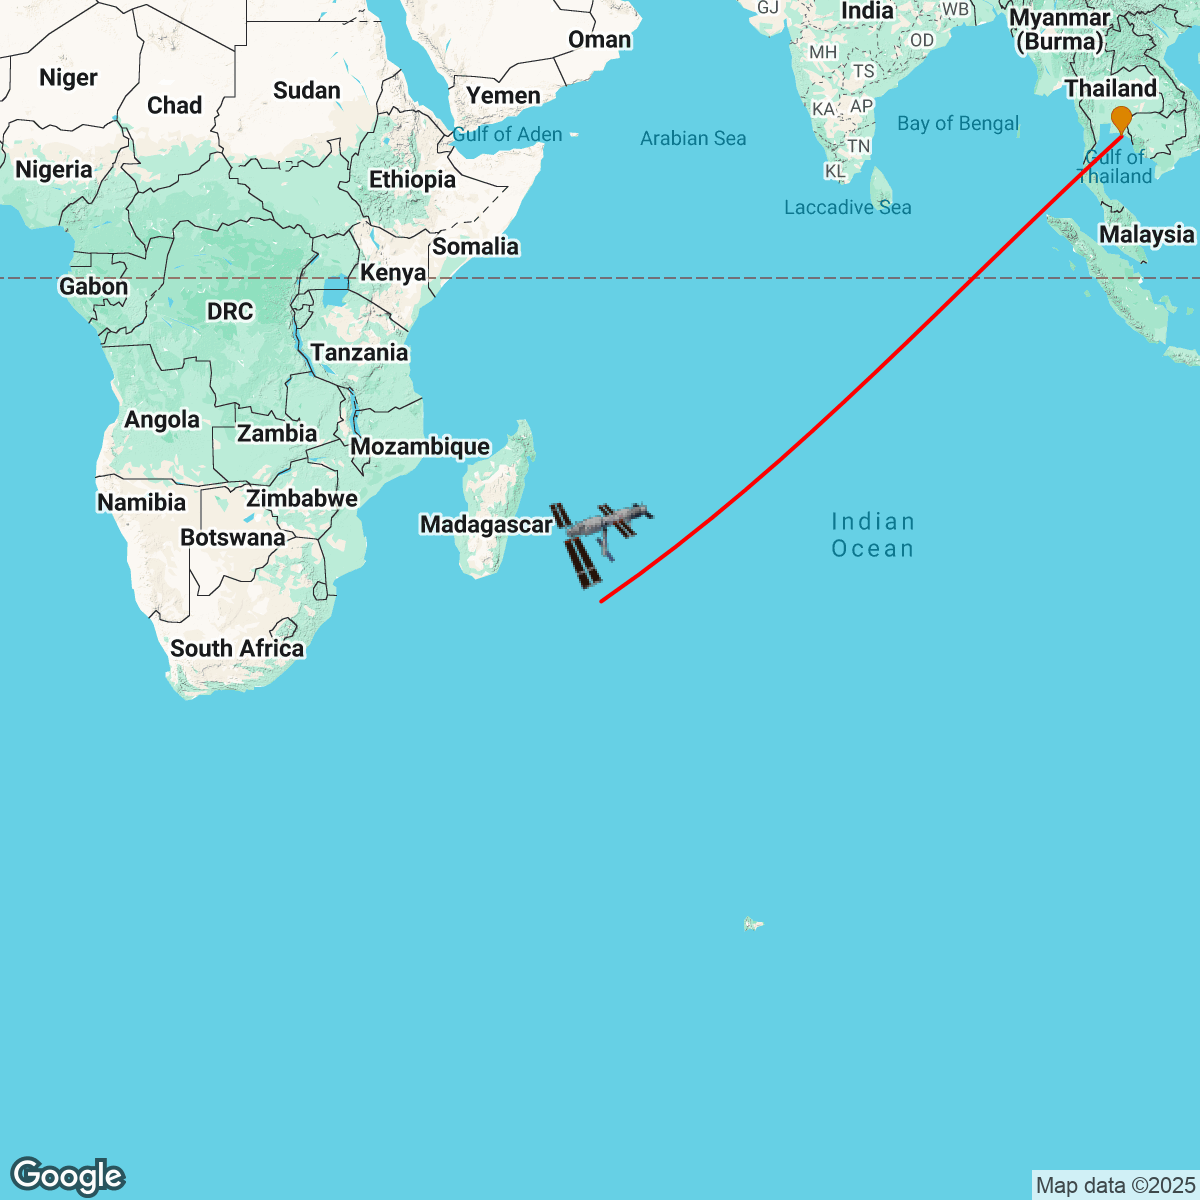 GJ
India
WB
Myanmar
(Burma)
Oman
MH
OD
Niger
TS
Sudan
Yemen
Thailand
Chad
KA
AP
Gulf of Aden
Arabian Sea
Bay of Bengal
TN
Nigeria
KL
Gulf of
Thailand
Ethiopia
Laccadive Sea
Somalia
Malaysia
Kenya
Gabon
DRC
Tanzania
Angola
Zambia
Mozambique
Namibia
Zimbabwe
Madagascar
Indian
Ocean
Botswana
South Africa
Google
Map data ©2025